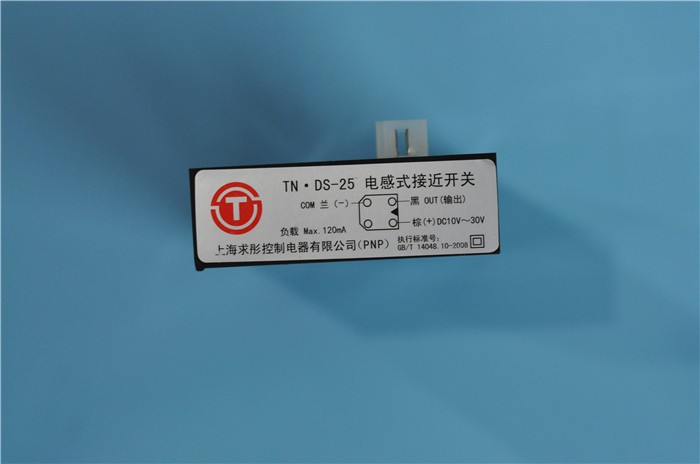 T
TN·DS-25 电感式接近开关
COM 兰(-) 黑 OUT(输出)
负载 Max.120mA 棕(+)DC10V～30V
上海求彤控制电器有限公司(PNP) 执行标准号:
GB/T 14048.10-2008